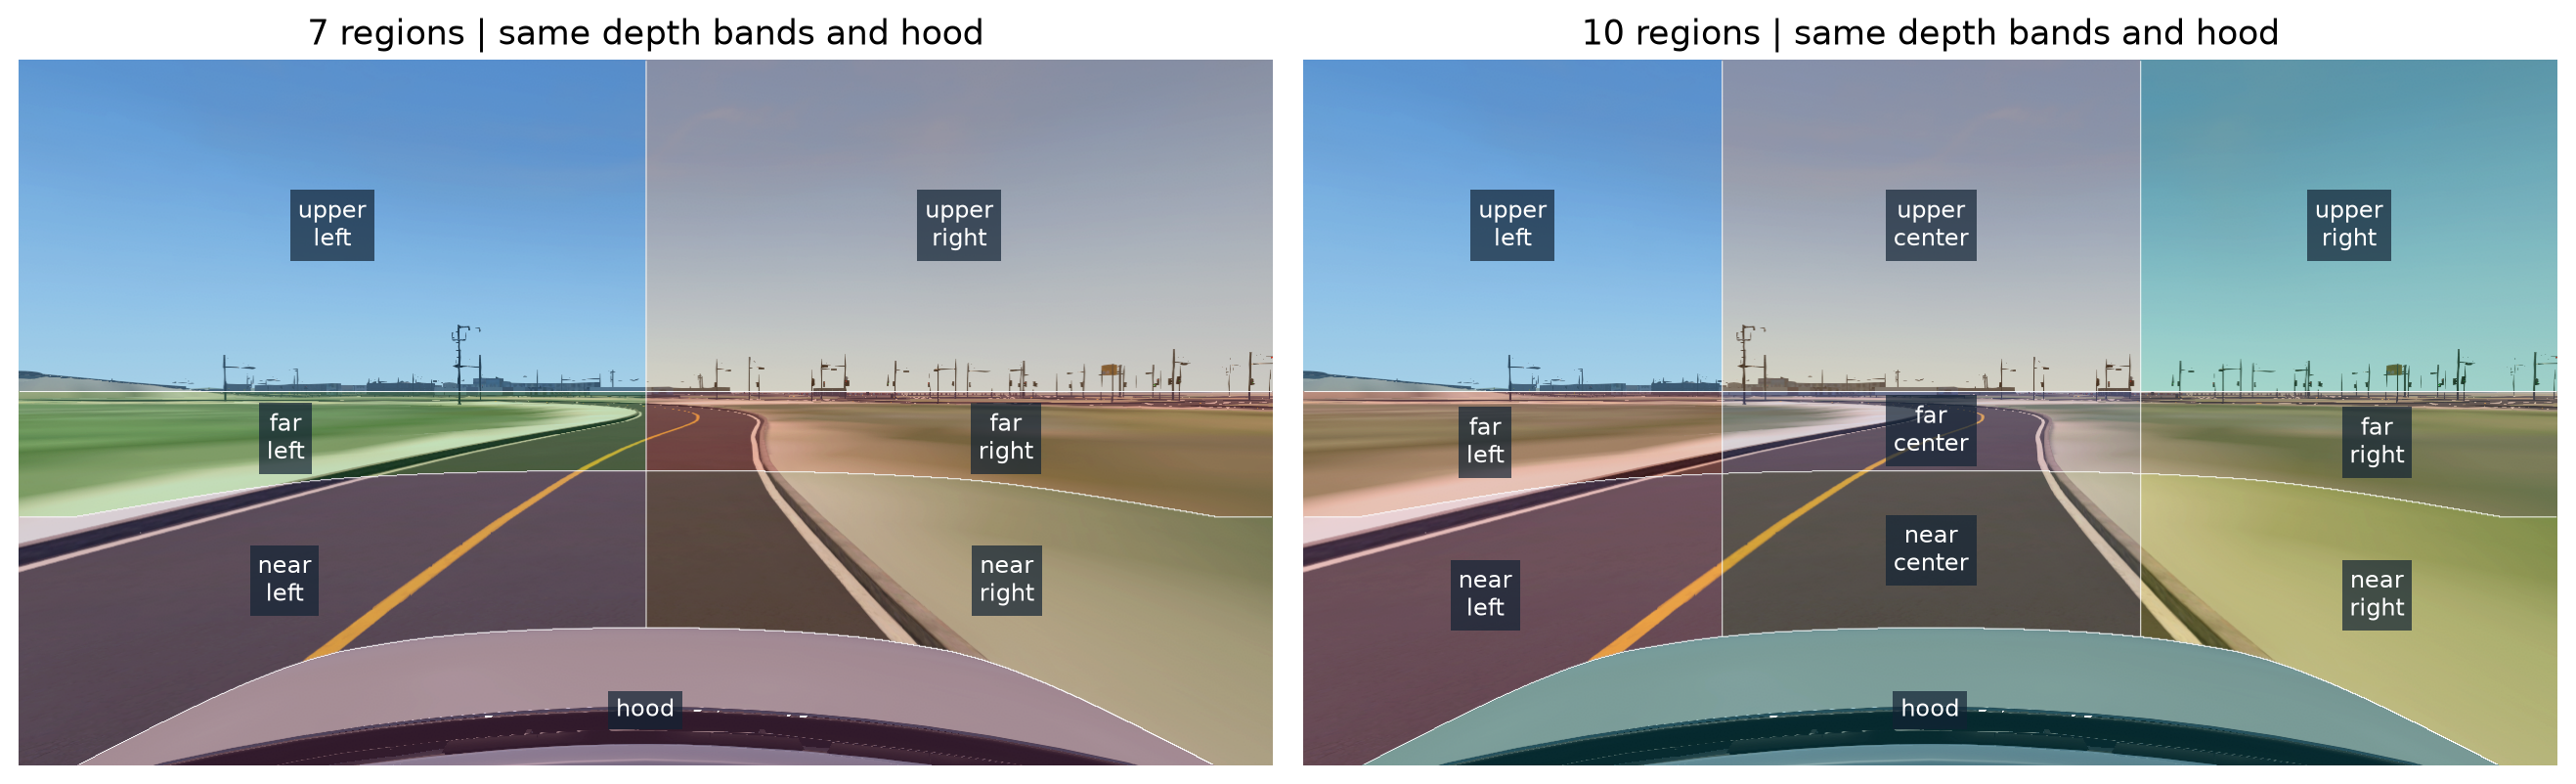 7 regions | same depth bands and hood
upper
left
upper
right
far
left
far
right
near
left
near
right
hood
10 regions | same depth bands and hood
upper
left
upper
center
upper
right
far
left
far
center
far
right
near
left
near
center
near
right
hood